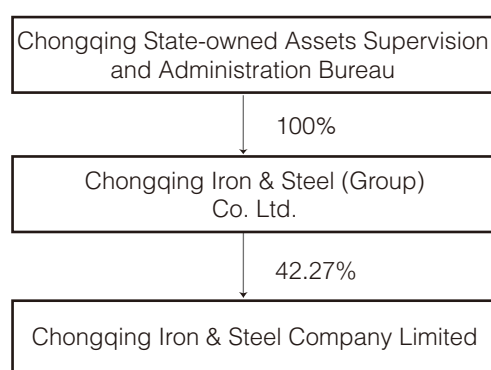 Chongqing State-owned Assets Supervision
and Administration Bureau
100%
Chongqing Iron & Steel (Group)
Co. Ltd.
42.27%
Chongqing Iron & Steel Company Limited